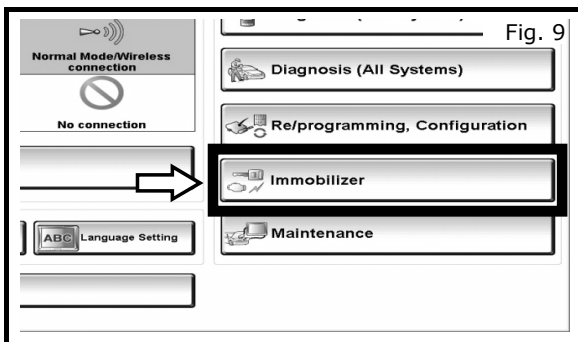 Fig. 9
Normal Mode/Wireless
connection
No connection
Diagnosis (All Systems)
Re/programming, Configuration
Immobilizer
ABC Language Setting
Maintenance